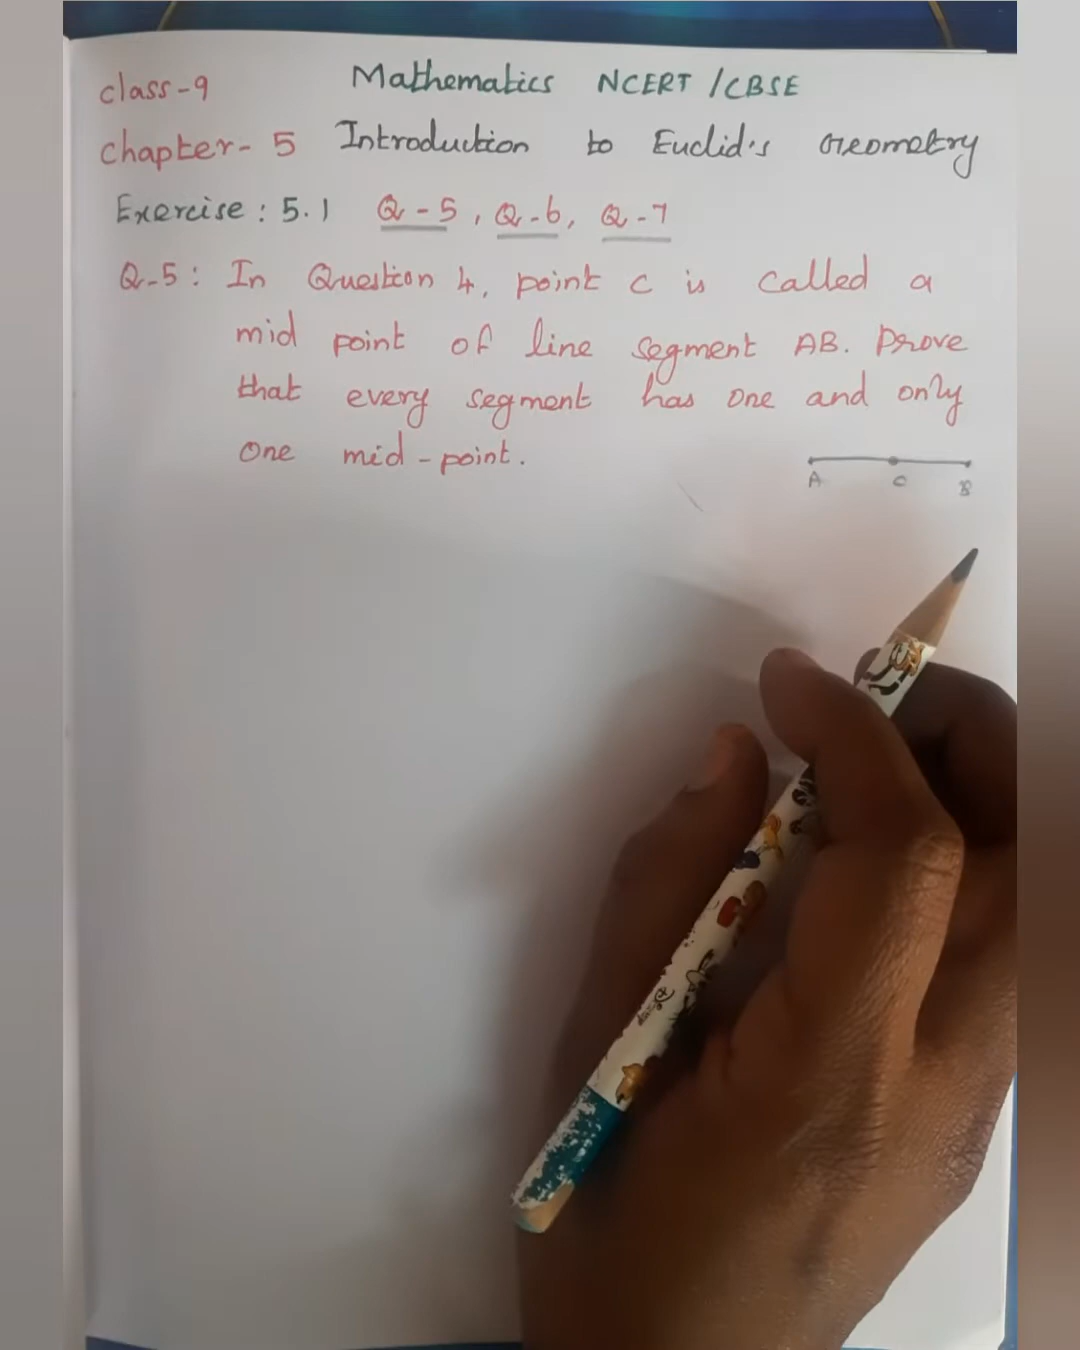 class-9 Mathematics NCERT /CBSE
chapter- 5 Introduction to Euclid's Geometry
Exercise: 5.1 Q-5, Q-6, Q-7
Q-5: In Question 4, point c is called a
mid point of line segment AB. Prove
that every segment has one and only
one mid-point.
A C B
Disney